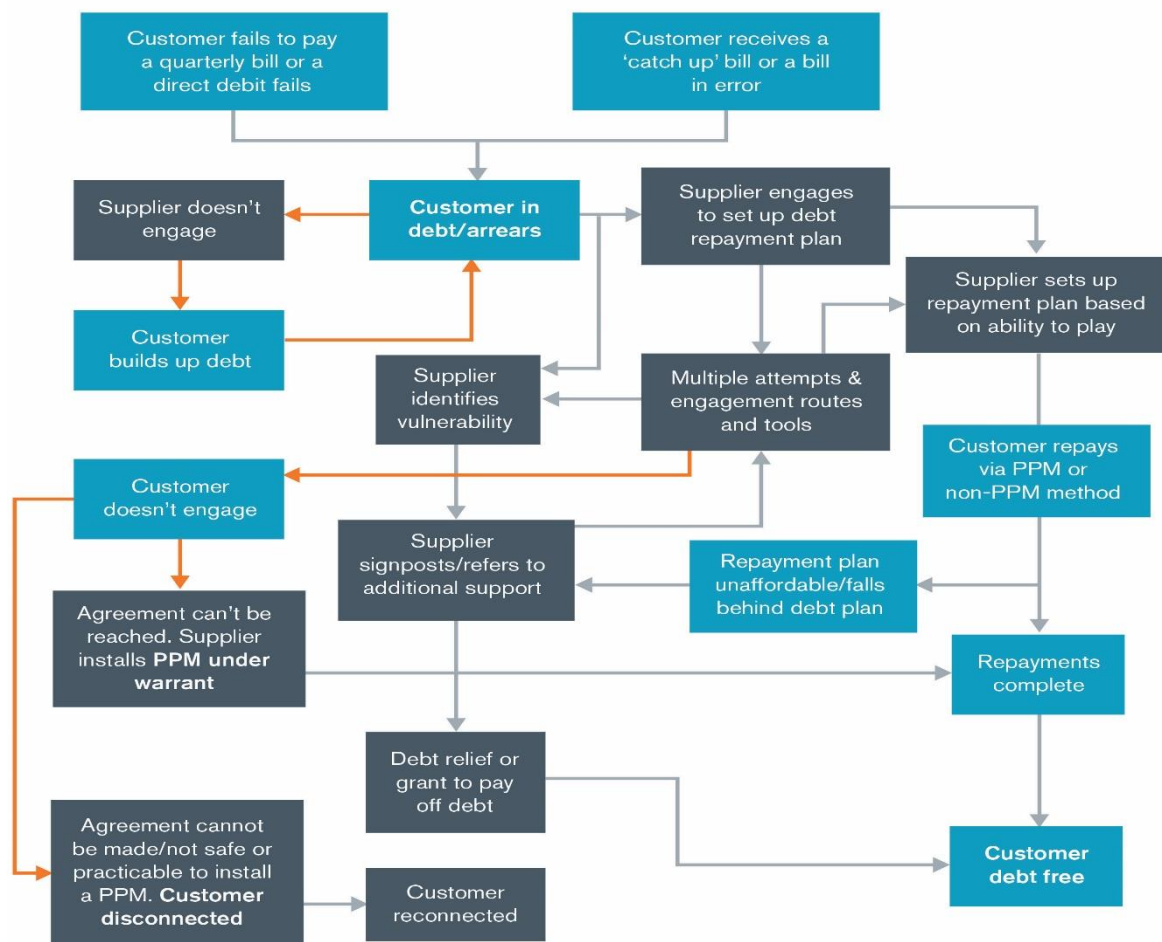 Customer fails to pay
a quarterly bill or a
direct debit fails
Customer receives a
‘catch up’ bill or a bill
in error
Supplier doesn’t
engage
Customer in
debt/arrears
Supplier engages
to set up debt
repayment plan
Supplier sets up
repayment plan based
on ability to play
Customer
builds up debt
Supplier
identifies
vulnerability
Multiple attempts &
engagement routes
and tools
Customer repays
via PPM or
non-PPM method
Customer
doesn’t engage
Supplier
signposts/refers to
additional support
Repayment plan
unaffordable/falls
behind debt plan
Agreement can’t be
reached. Supplier
installs PPM under
warrant
Repayments
complete
Debt relief or
grant to pay
off debt
Agreement cannot
be made/not safe or
practicable to install
a PPM. Customer
disconnected
Customer
reconnected
Customer
debt free